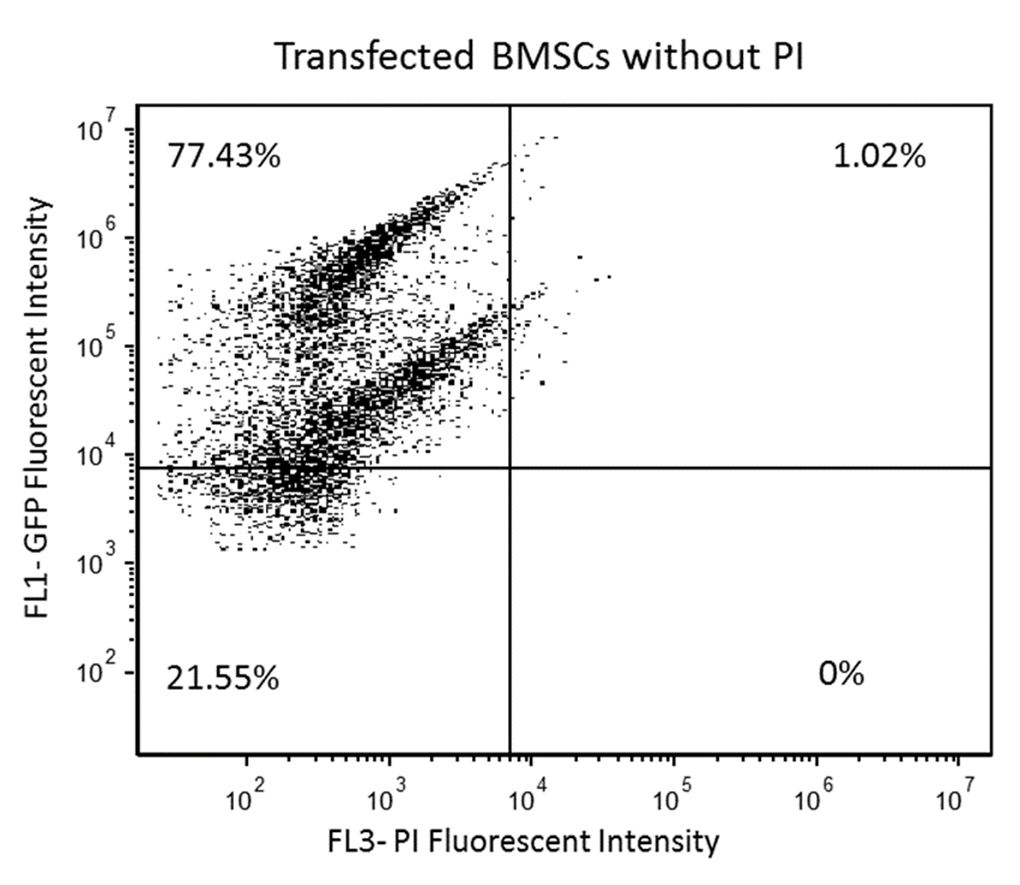 Transfected BMSCs without PI
77.43%
1.02%
21.55%
0%
FL1- GFP Fluorescent Intensity
10^7
10^6
10^5
10^4
10^3
10^2
10^2 10^3 10^4 10^5 10^6 10^7
FL3- PI Fluorescent Intensity